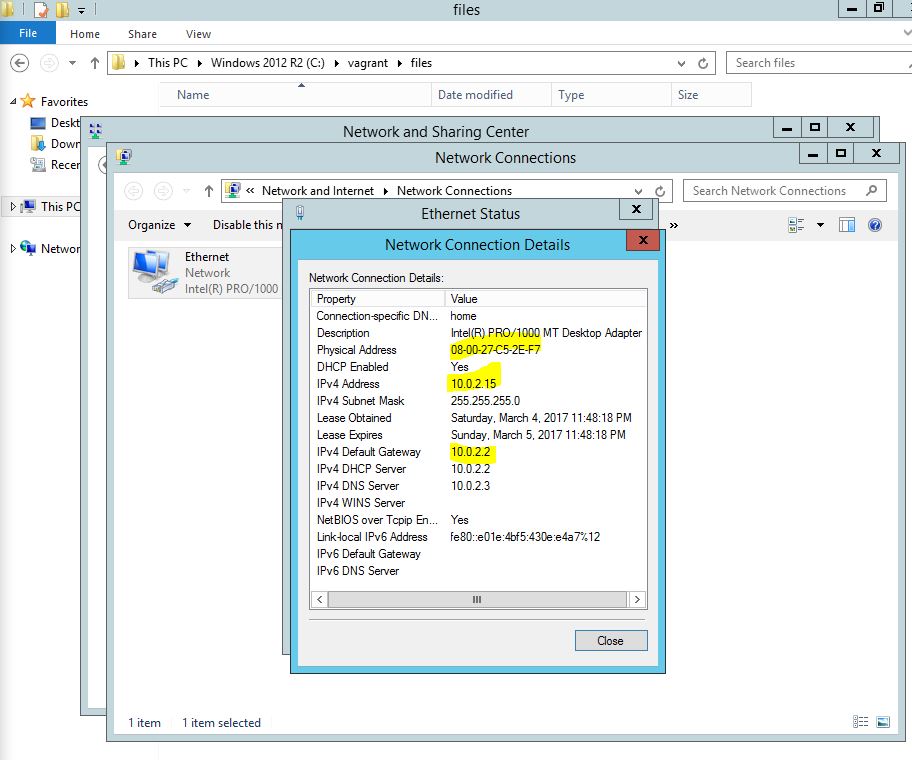 files
File Home Share View
This PC Windows 2012 R2 (C:) vagrant files
Search files
Name Date modified Type Size
Favorites
Deskt
Down
Recen
This PC
Networ
Network and Sharing Center
Network Connections
« Network and Internet Network Connections
Search Network Connections
Organize Disable this n »
Ethernet
Network
Intel(R) PRO/1000
Ethernet Status
Network Connection Details
Network Connection Details:
Property Value
Connection-specific DN... home
Description Intel(R) PRO/1000 MT Desktop Adapter
Physical Address 08-00-27-C5-2E-F7
DHCP Enabled Yes
IPv4 Address 10.0.2.15
IPv4 Subnet Mask 255.255.255.0
Lease Obtained Saturday, March 4, 2017 11:48:18 PM
Lease Expires Sunday, March 5, 2017 11:48:18 PM
IPv4 Default Gateway 10.0.2.2
IPv4 DHCP Server 10.0.2.2
IPv4 DNS Server 10.0.2.3
IPv4 WINS Server
NetBIOS over Tcpip En... Yes
Link-local IPv6 Address fe80::e01e:4bf5:430e:e4a7%12
IPv6 Default Gateway
IPv6 DNS Server
Close
1 item 1 item selected